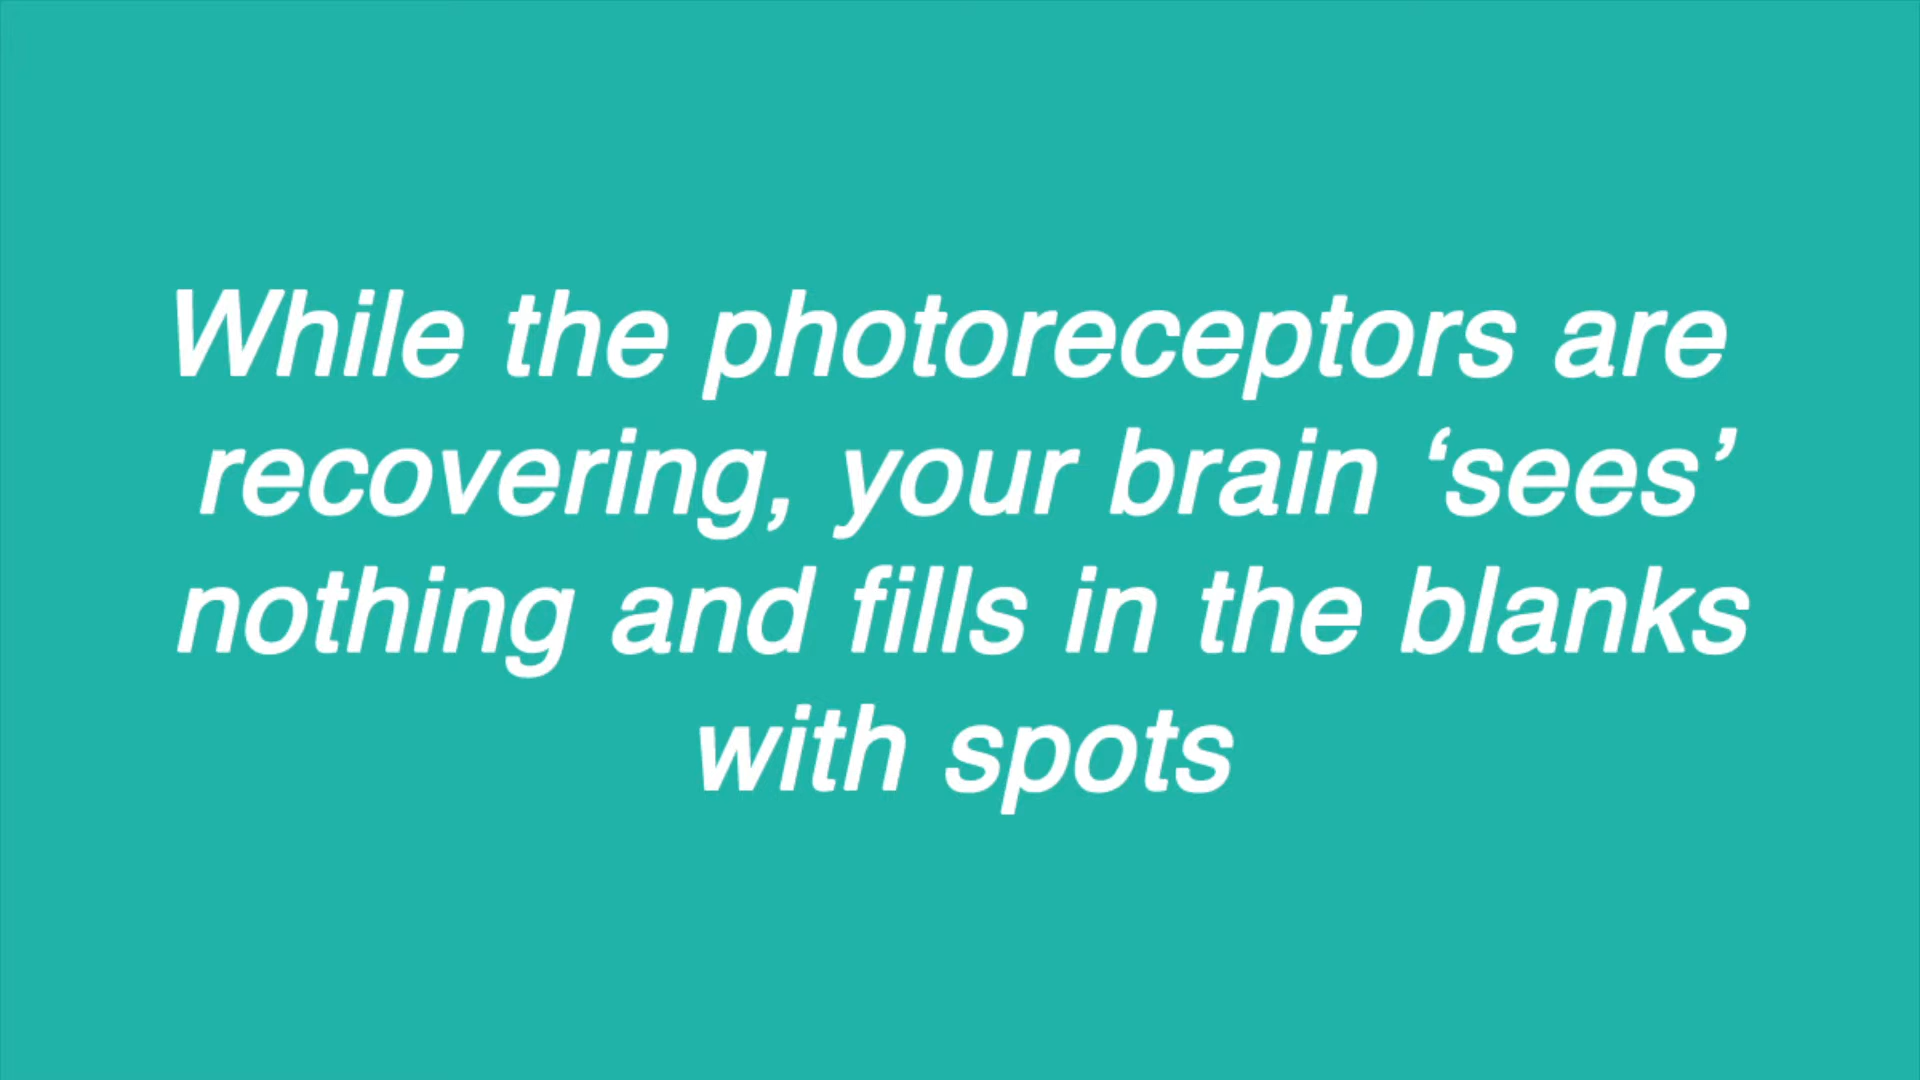 While the photoreceptors are
recovering, your brain ‘sees’
nothing and fills in the blanks
with spots